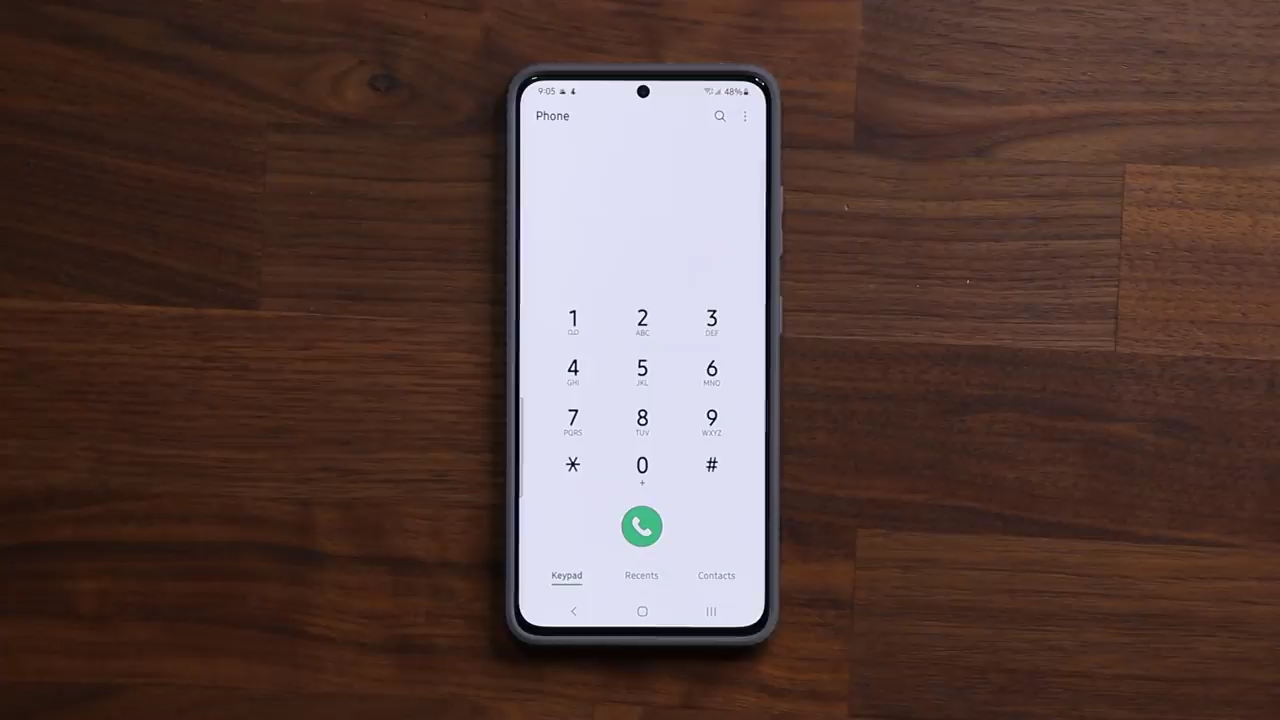 9:05 48%
Phone
1 2 ABC 3 DEF
4 GHI 5 JKL 6 MNO
7 PQRS 8 TUV 9 WXYZ
* 0 + #
Keypad Recents Contacts